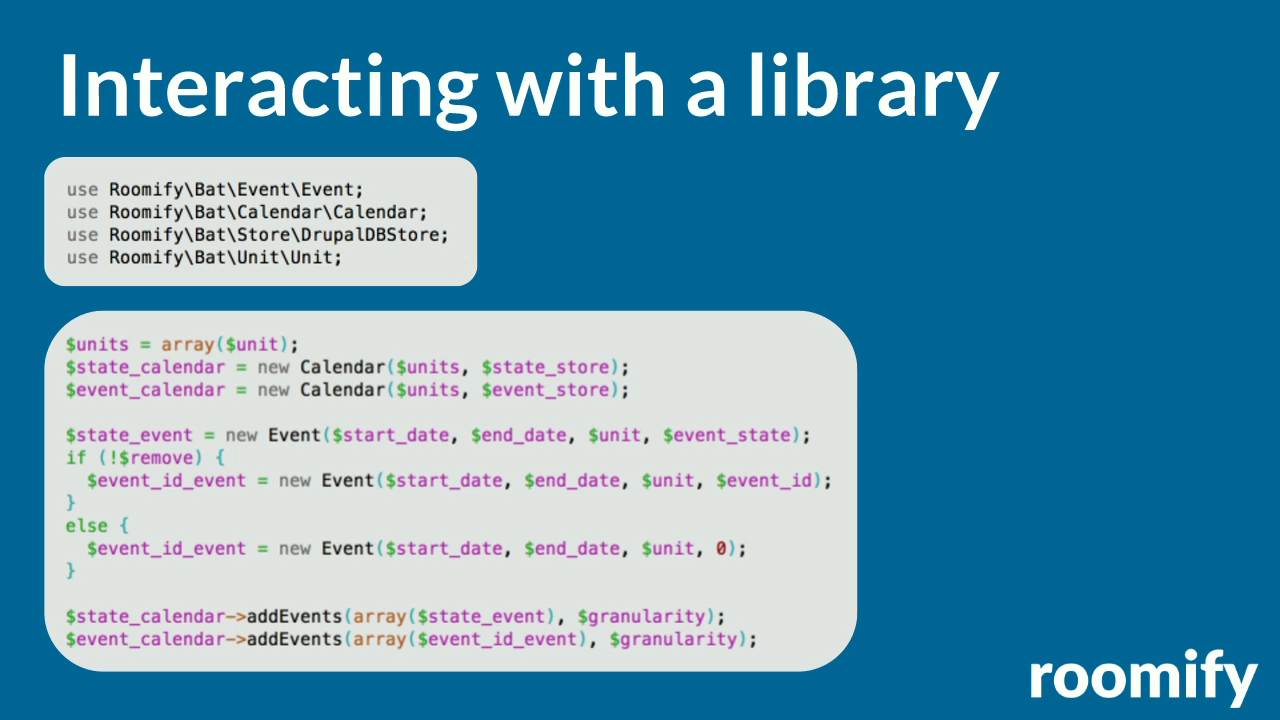 Interacting with a library
use Roomify\Bat\Event\Event;
use Roomify\Bat\Calendar\Calendar;
use Roomify\Bat\Store\DrupalDBStore;
use Roomify\Bat\Unit\Unit;
$units = array($unit);
$state_calendar = new Calendar($units, $state_store);
$event_calendar = new Calendar($units, $event_store);
$state_event = new Event($start_date, $end_date, $unit, $event_state);
if (!$remove) {
  $event_id_event = new Event($start_date, $end_date, $unit, $event_id);
}
else {
  $event_id_event = new Event($start_date, $end_date, $unit, 0);
}
$state_calendar->addEvents(array($state_event), $granularity);
$event_calendar->addEvents(array($event_id_event), $granularity);
roomify